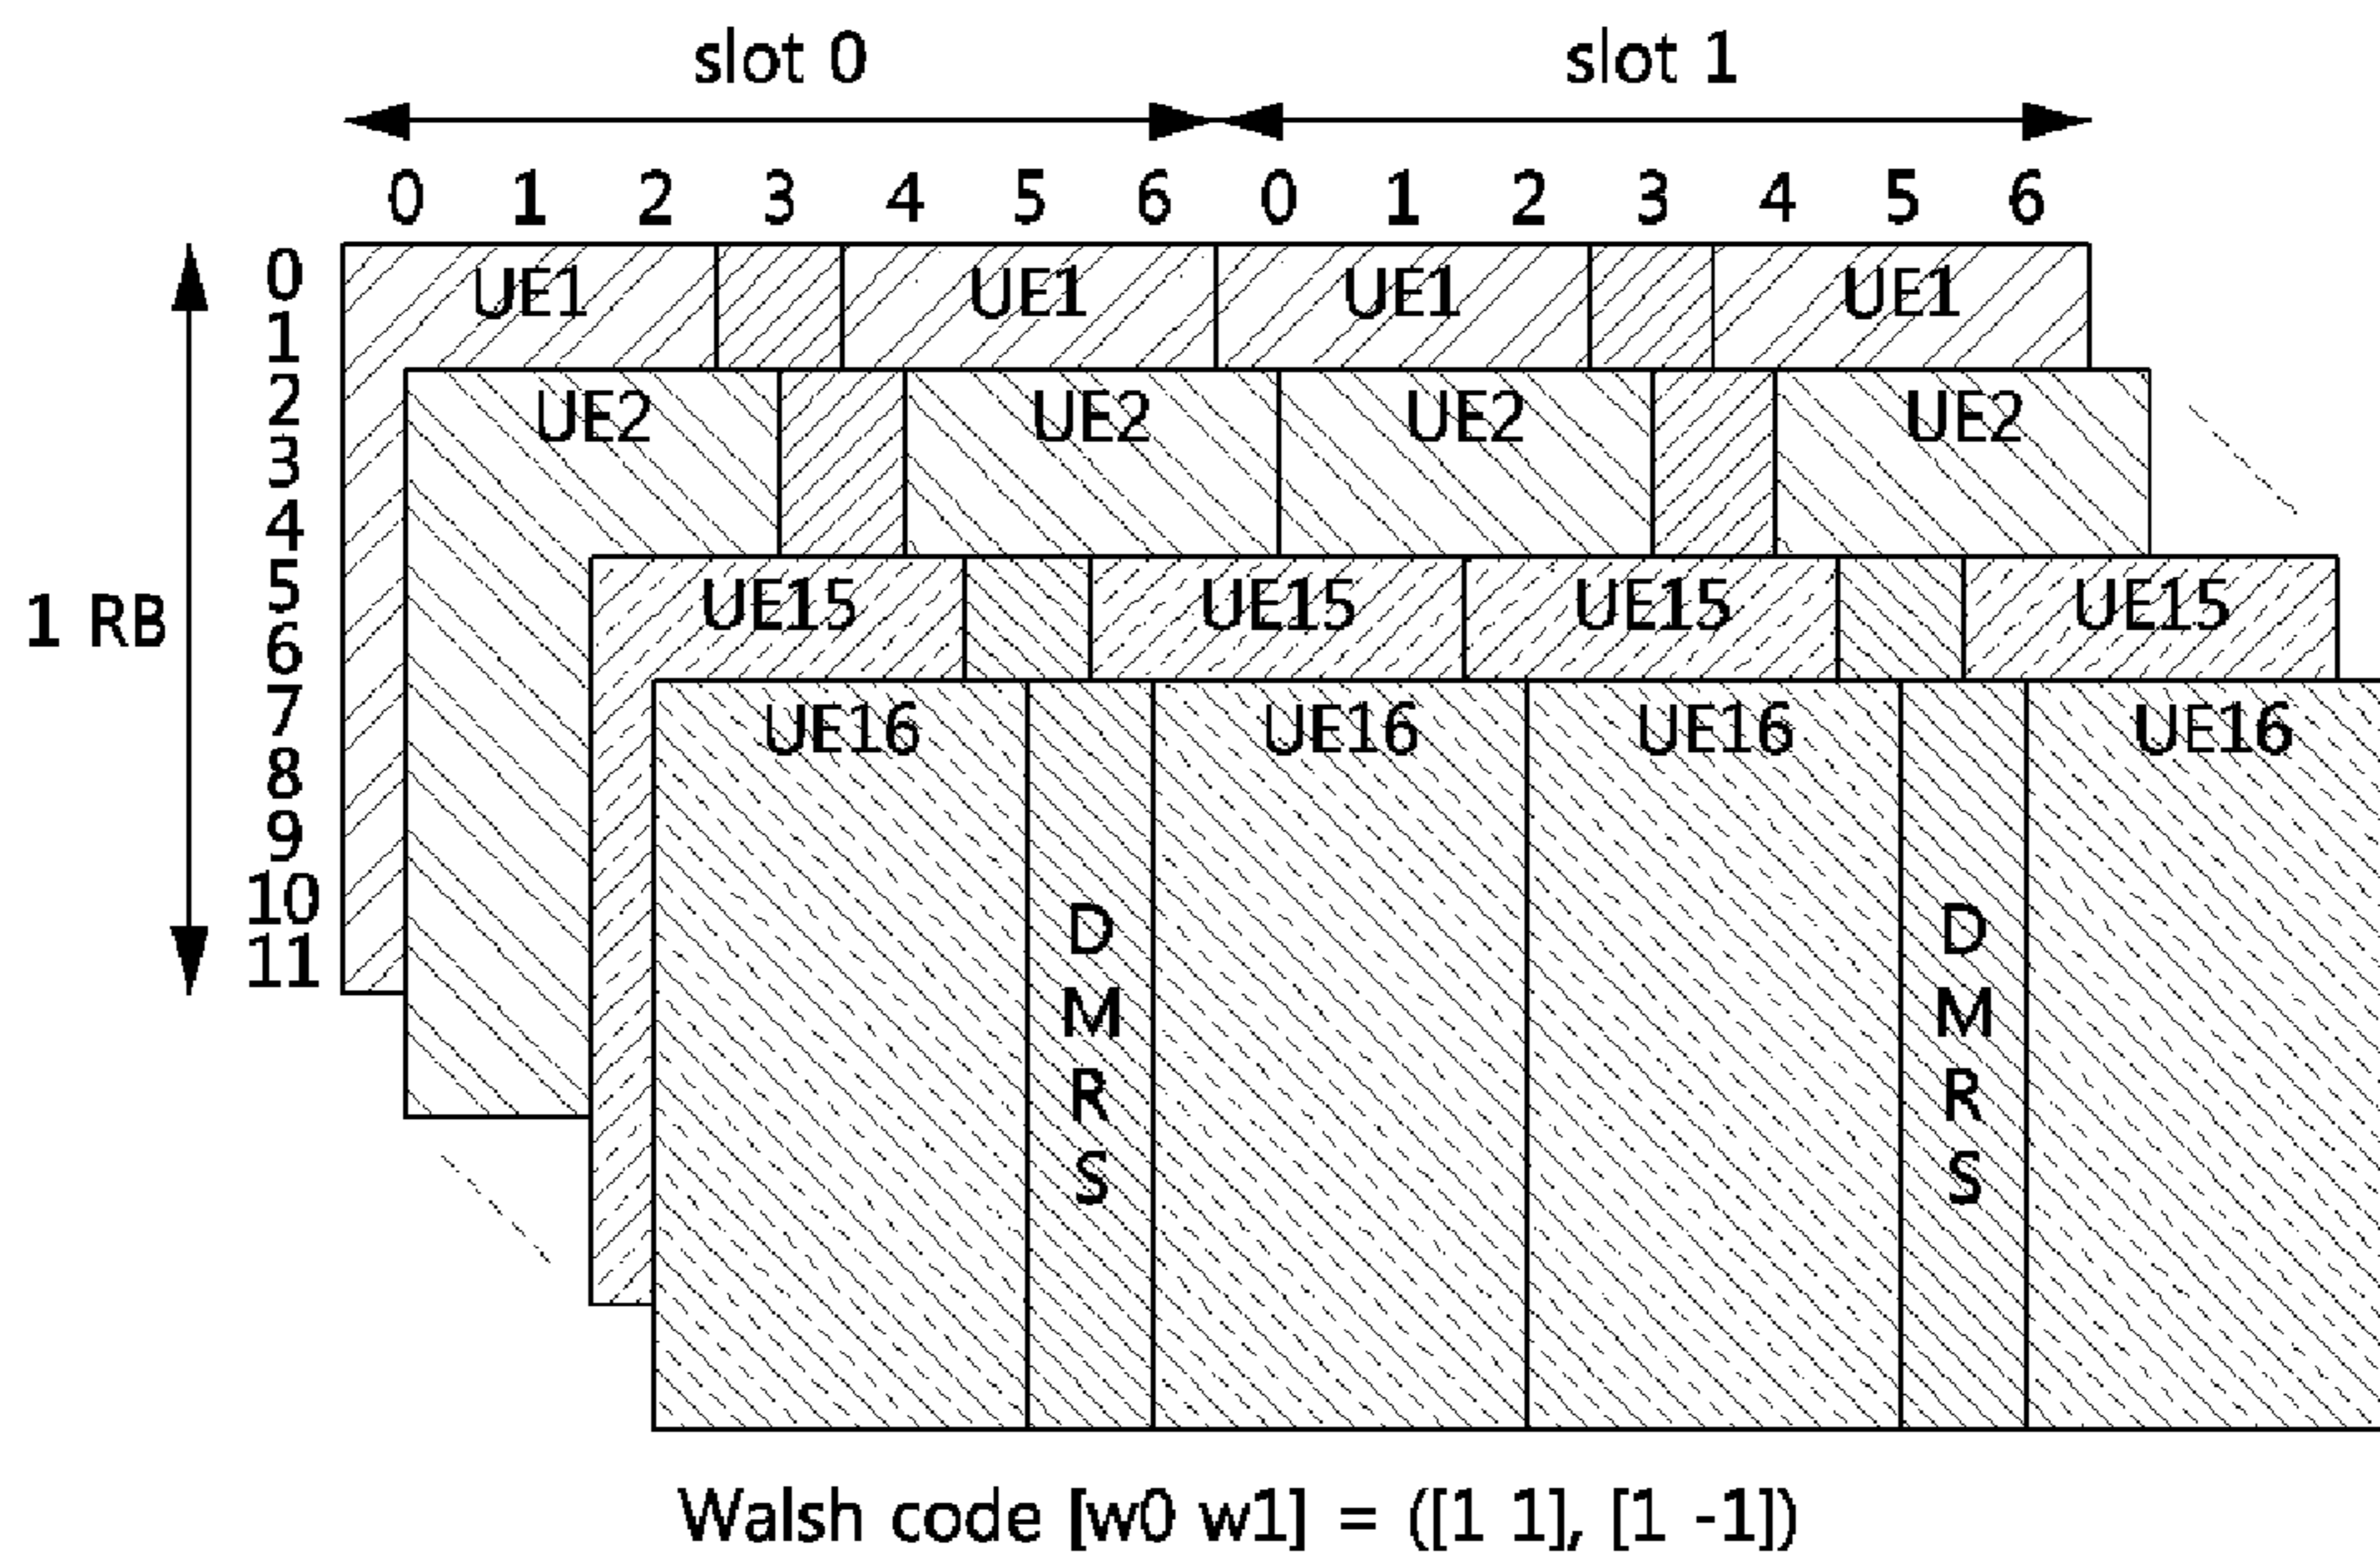 slot 0 slot 1
0 1 2 3 4 5 6 0 1 2 3 4 5 6
0
UE1 UE1 UE1 UE1
1
2
UE2 UE2 UE2 UE2
3
4
5
UE15 UE15 UE15 UE15
1 RB
6
7
UE16 UE16 UE16 UE16
8
9
10
11
D D
M M
R R
S S
Walsh code [w0 w1] = ([1 1], [1 -1])